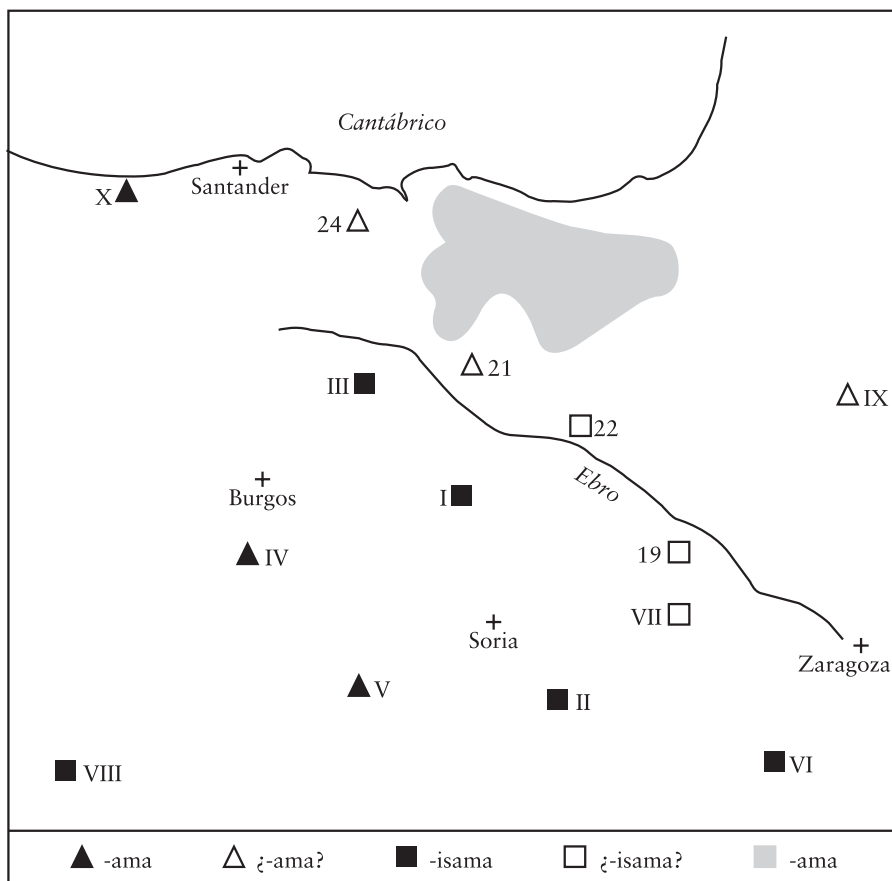 Cantábrico
Santander
X
24
21
III
IX
22
Burgos
I
Ebro
IV
19
VII
Soria
Zaragoza
V
II
VIII
VI
-ama ¿-ama? -isama ¿-isama? -ama